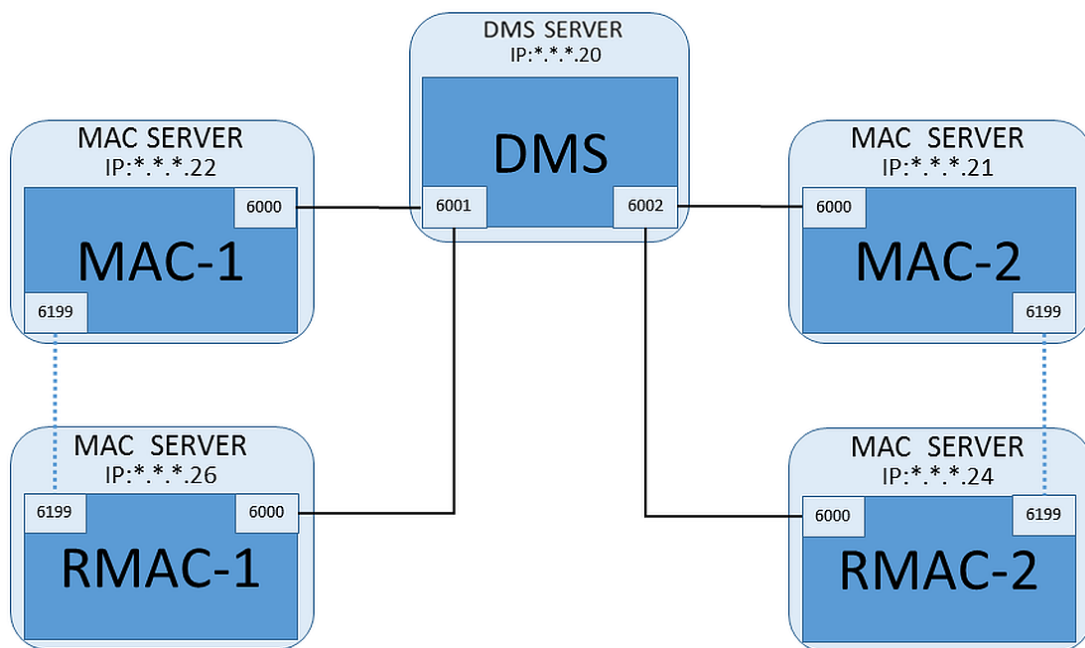 DMS SERVER
IP:*.*.*.20
DMS
6001
6002
MAC SERVER
IP:*.*.*.22
6000
MAC-1
6199
MAC SERVER
IP:*.*.*.21
6000
MAC-2
6199
MAC SERVER
IP:*.*.*.26
6199
6000
RMAC-1
MAC SERVER
IP:*.*.*.24
6000
6199
RMAC-2